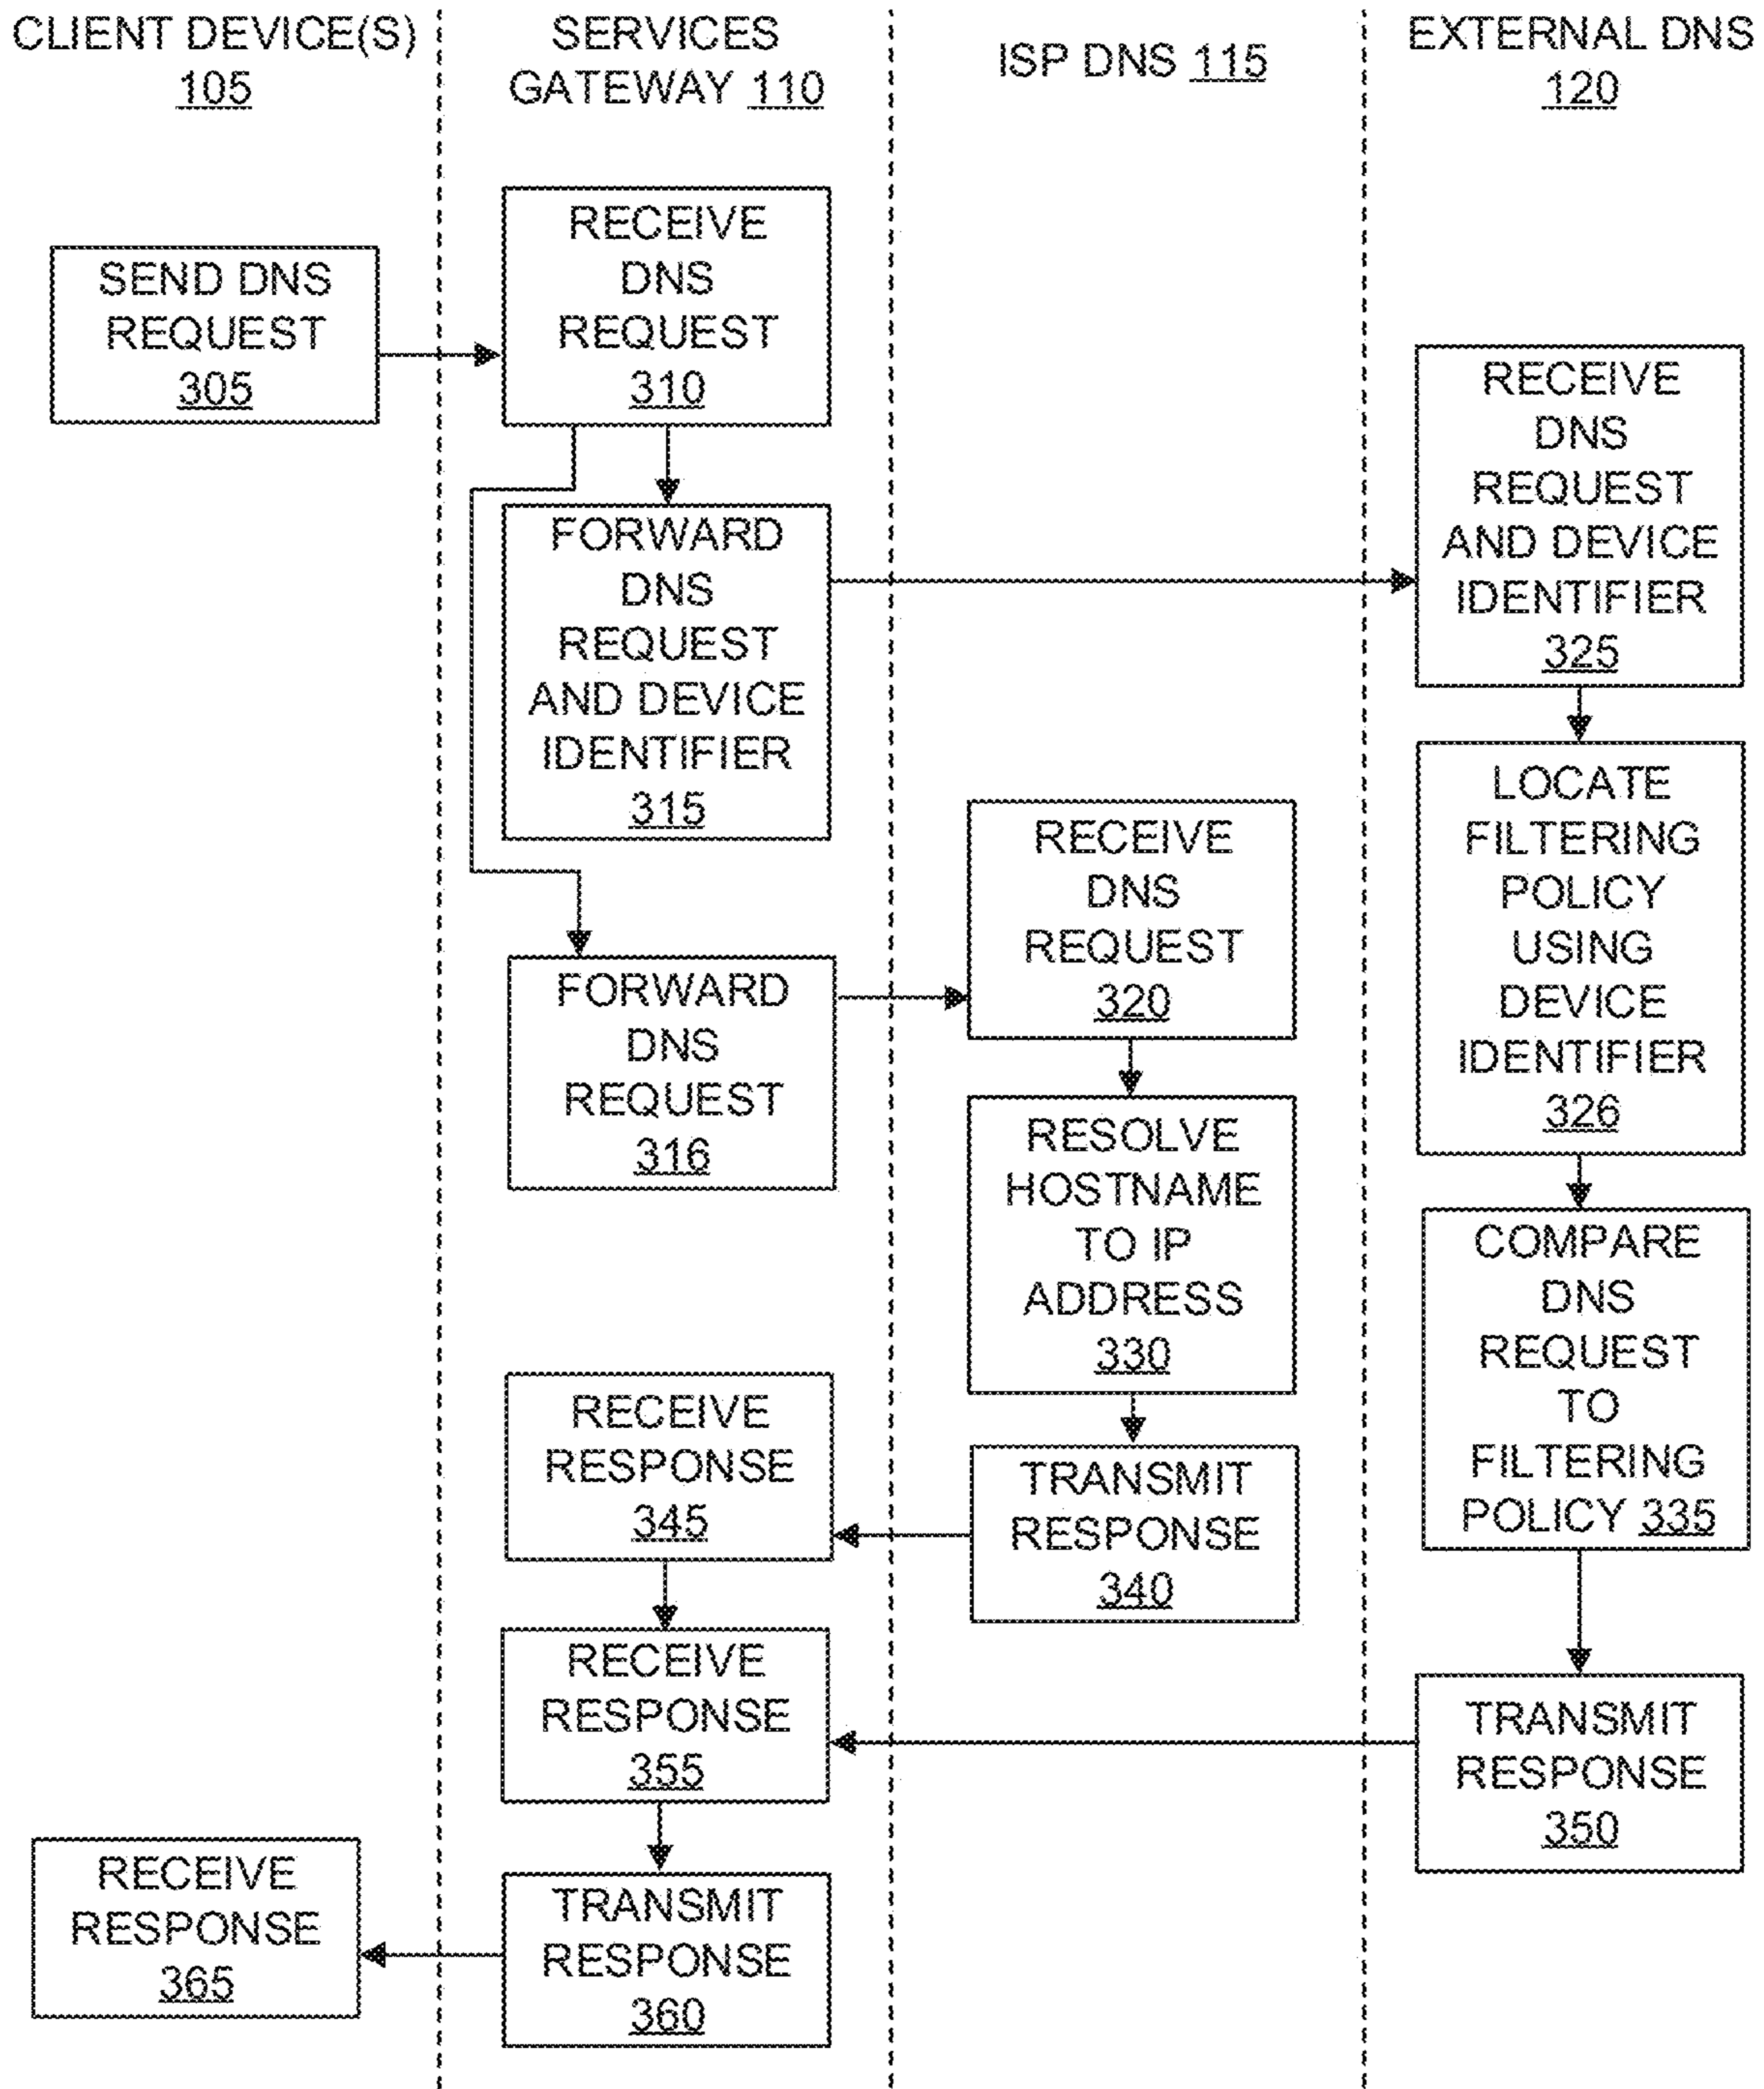 CLIENT DEVICE(S)
105
SERVICES
GATEWAY 110
ISP DNS 115
EXTERNAL DNS
120
SEND DNS
REQUEST
305
RECEIVE
DNS
REQUEST
310
FORWARD
DNS
REQUEST
AND DEVICE
IDENTIFIER
315
RECEIVE
DNS
REQUEST
AND DEVICE
IDENTIFIER
325
LOCATE
FILTERING
POLICY
USING
DEVICE
IDENTIFIER
326
FORWARD
DNS
REQUEST
316
RECEIVE
DNS
REQUEST
320
RESOLVE
HOSTNAME
TO IP
ADDRESS
330
COMPARE
DNS
REQUEST
TO
FILTERING
POLICY 335
TRANSMIT
RESPONSE
340
RECEIVE
RESPONSE
345
TRANSMIT
RESPONSE
350
RECEIVE
RESPONSE
355
TRANSMIT
RESPONSE
360
RECEIVE
RESPONSE
365